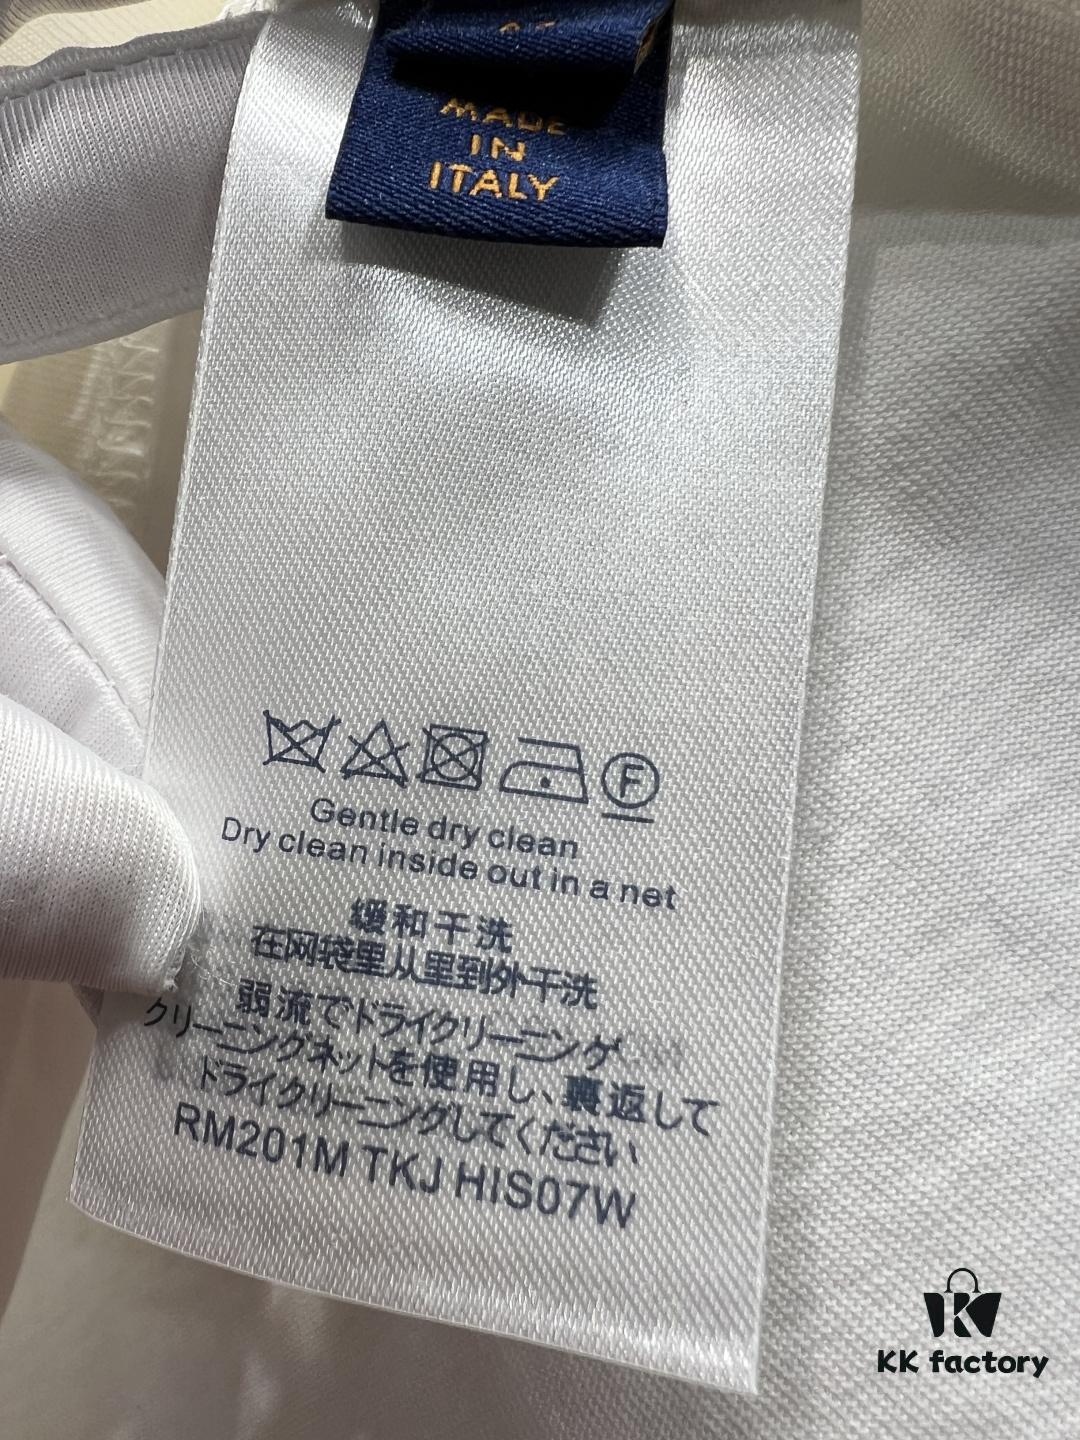 MADE
IN
ITALY
F
Gentle dry clean
Dry clean inside out in a net
缓和干洗
在网袋里从里到外干洗
弱流でドライクリーニング
クリーニングネットを使用し、裏返して
ドライクリーニングしてください
RM201M TKJ HIS07W
KK factory